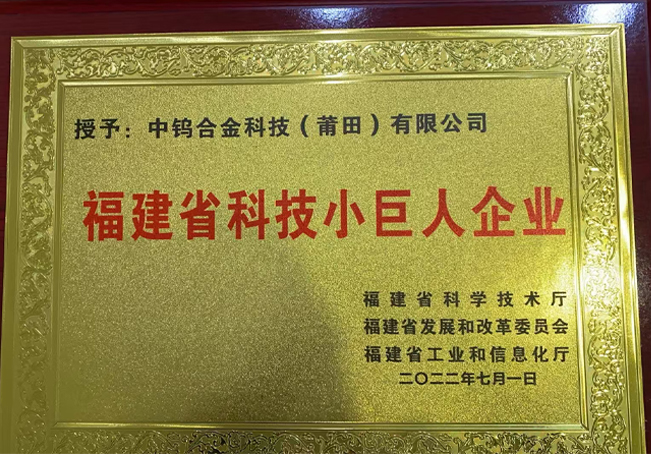 授予：中钨合金科技（莆田）有限公司
福建省科技小巨人企业
福建省科学技术厅
福建省发展和改革委员会
福建省工业和信息化厅
二〇二二年七月一日